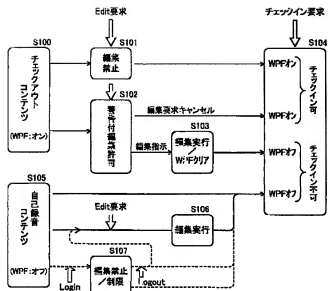 Edit要求
チェックイン要求
S100
S101
S104
チェックアウトコンテンツ
(WPF:オン)
編集禁止
WPFオン
チェックイン可
S102
警告付編集許可
編集要求キャンセル
WPFオン
S103
編集指示
編集実行
/WPFクリア
WPFオフ
チェックイン可
WPFオフ
S105
自己録音コンテンツ
(WPF:オフ)
Edit要求
S106
編集実行
S107
編集禁止
/制限
Login
Logout